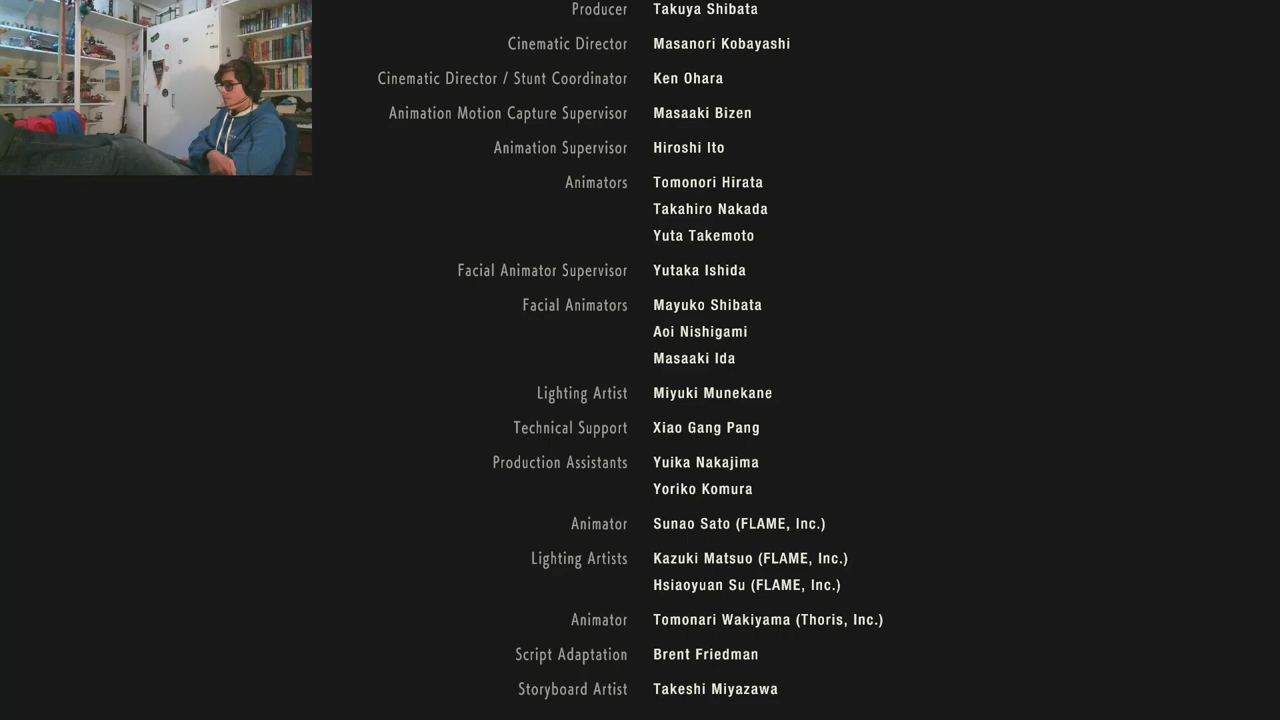 Producer Takuya Shibata
Cinematic Director Masanori Kobayashi
Cinematic Director / Stunt Coordinator Ken Ohara
Animation Motion Capture Supervisor Masaaki Bizen
Animation Supervisor Hiroshi Ito
Animators Tomonori Hirata
Takahiro Nakada
Yuta Takemoto
Facial Animator Supervisor Yutaka Ishida
Facial Animators Mayuko Shibata
Aoi Nishigami
Masaaki Ida
Lighting Artist Miyuki Munekane
Technical Support Xiao Gang Pang
Production Assistants Yuika Nakajima
Yoriko Komura
Animator Sunao Sato (FLAME, Inc.)
Lighting Artists Kazuki Matsuo (FLAME, Inc.)
Hsiaoyuan Su (FLAME, Inc.)
Animator Tomonari Wakiyama (Thoris, Inc.)
Script Adaptation Brent Friedman
Storyboard Artist Takeshi Miyazawa